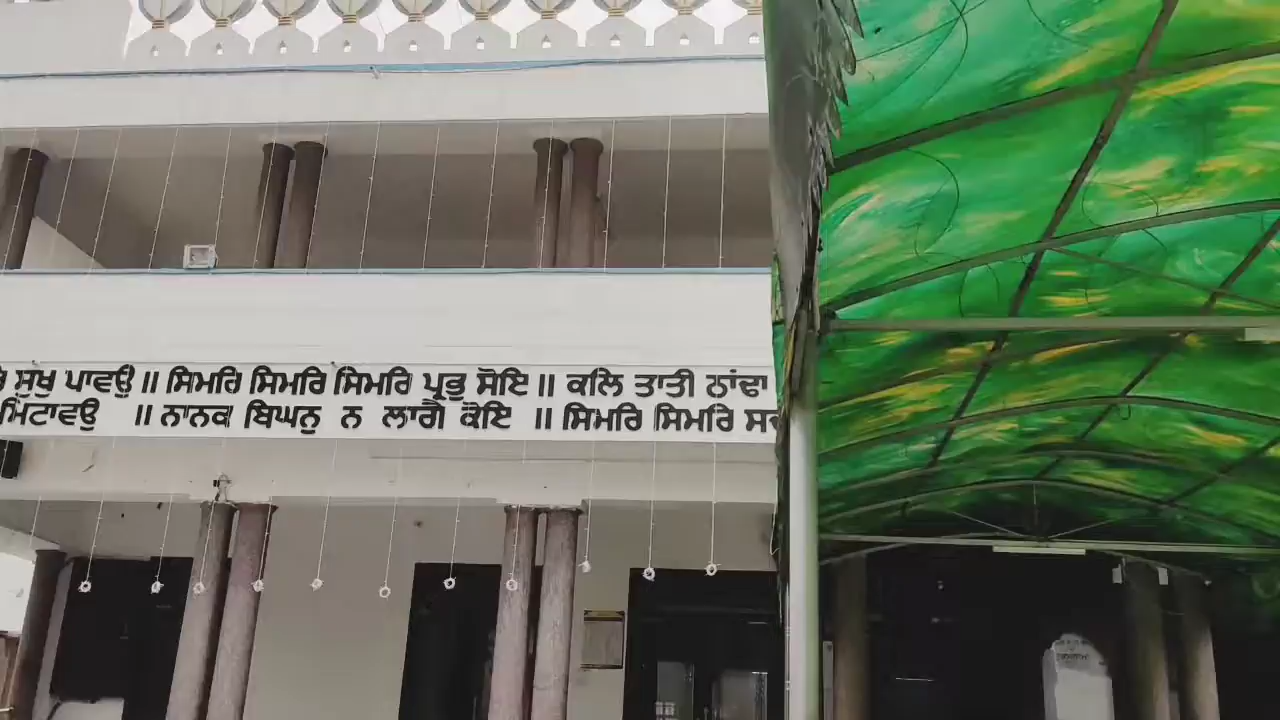 ਸੁਖੁ ਪਾਵਉ ॥ ਸਿਮਰਿ ਸਿਮਰਿ ਸਿਮਰਿ ਪ੍ਰਭੁ ਸੋਇ ॥ ਕਲਿ ਤਾਤੀ ਠਾਂਢਾ
ਮਿਟਾਵਉ ॥ ਨਾਨਕ ਬਿਘਨੁ ਨ ਲਾਗੈ ਕੋਇ ॥ ਸਿਮਰਿ ਸਿਮਰਿ